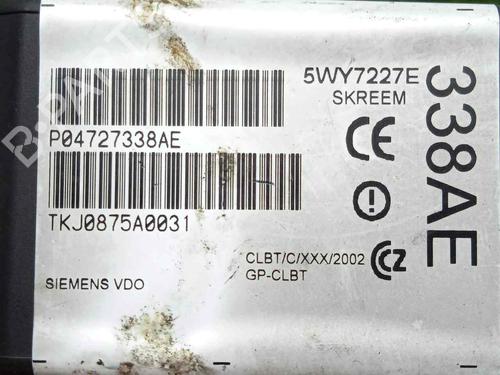 5WY7227E
SKREEM
338AE
P04727338AE
CE
TKJ0875A0031
CLBT/C/XXX/2002
GP-CLBT
SIEMENS VDO